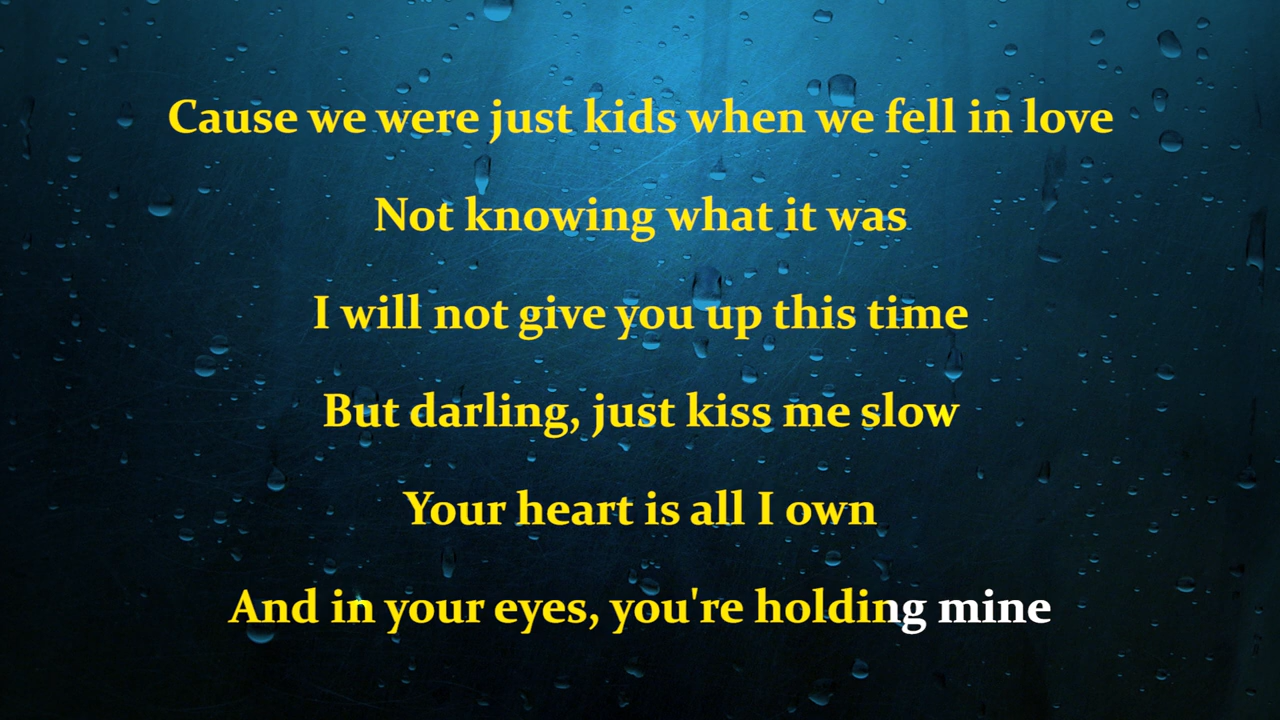 Cause we were just kids when we fell in love
Not knowing what it was
I will not give you up this time
But darling, just kiss me slow
Your heart is all I own
And in your eyes, you're holding mine